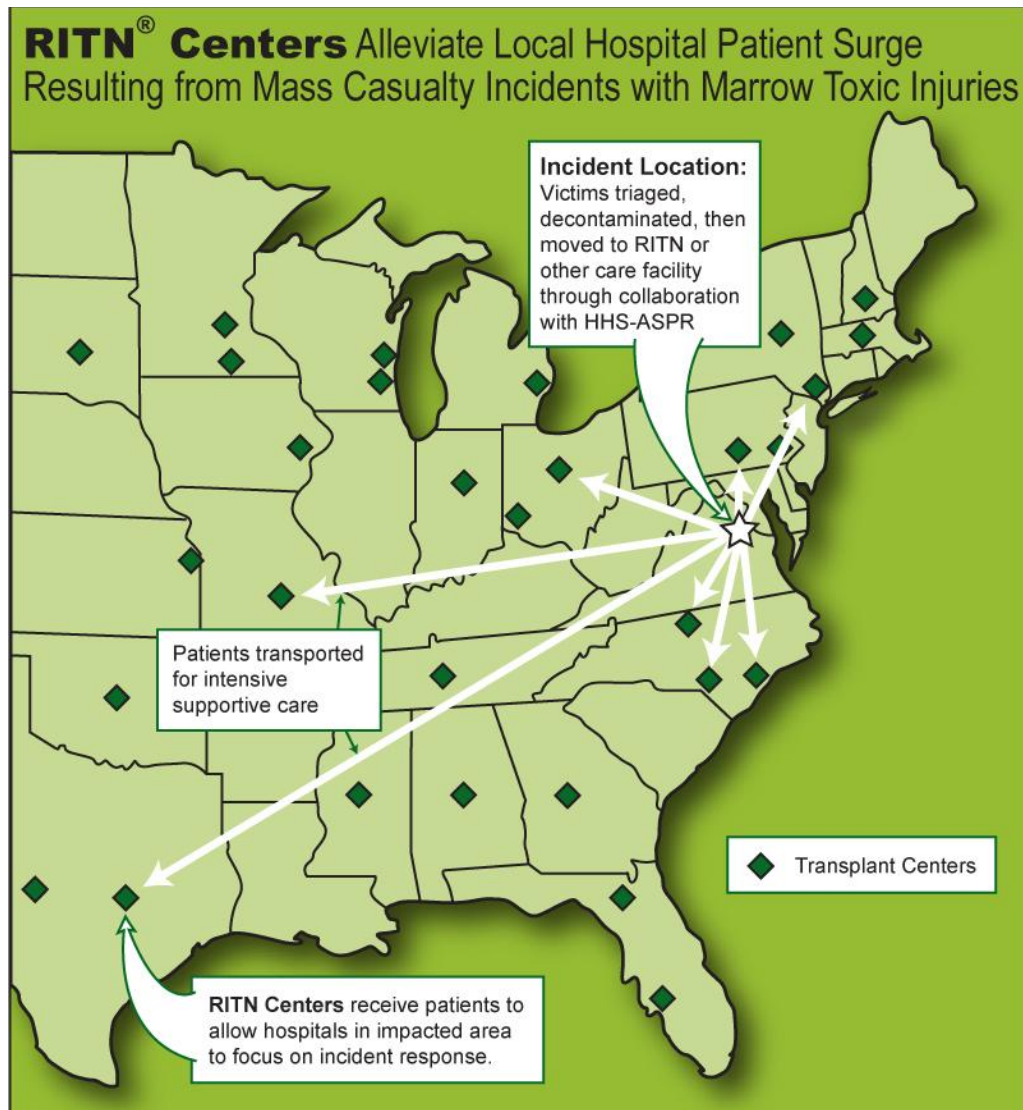 RITN® Centers Alleviate Local Hospital Patient Surge
Resulting from Mass Casualty Incidents with Marrow Toxic Injuries
Incident Location:
Victims triaged,
decontaminated, then
moved to RITN or
other care facility
through collaboration
with HHS-ASPR
Patients transported
for intensive
supportive care
Transplant Centers
RITN Centers receive patients to
allow hospitals in impacted area
to focus on incident response.